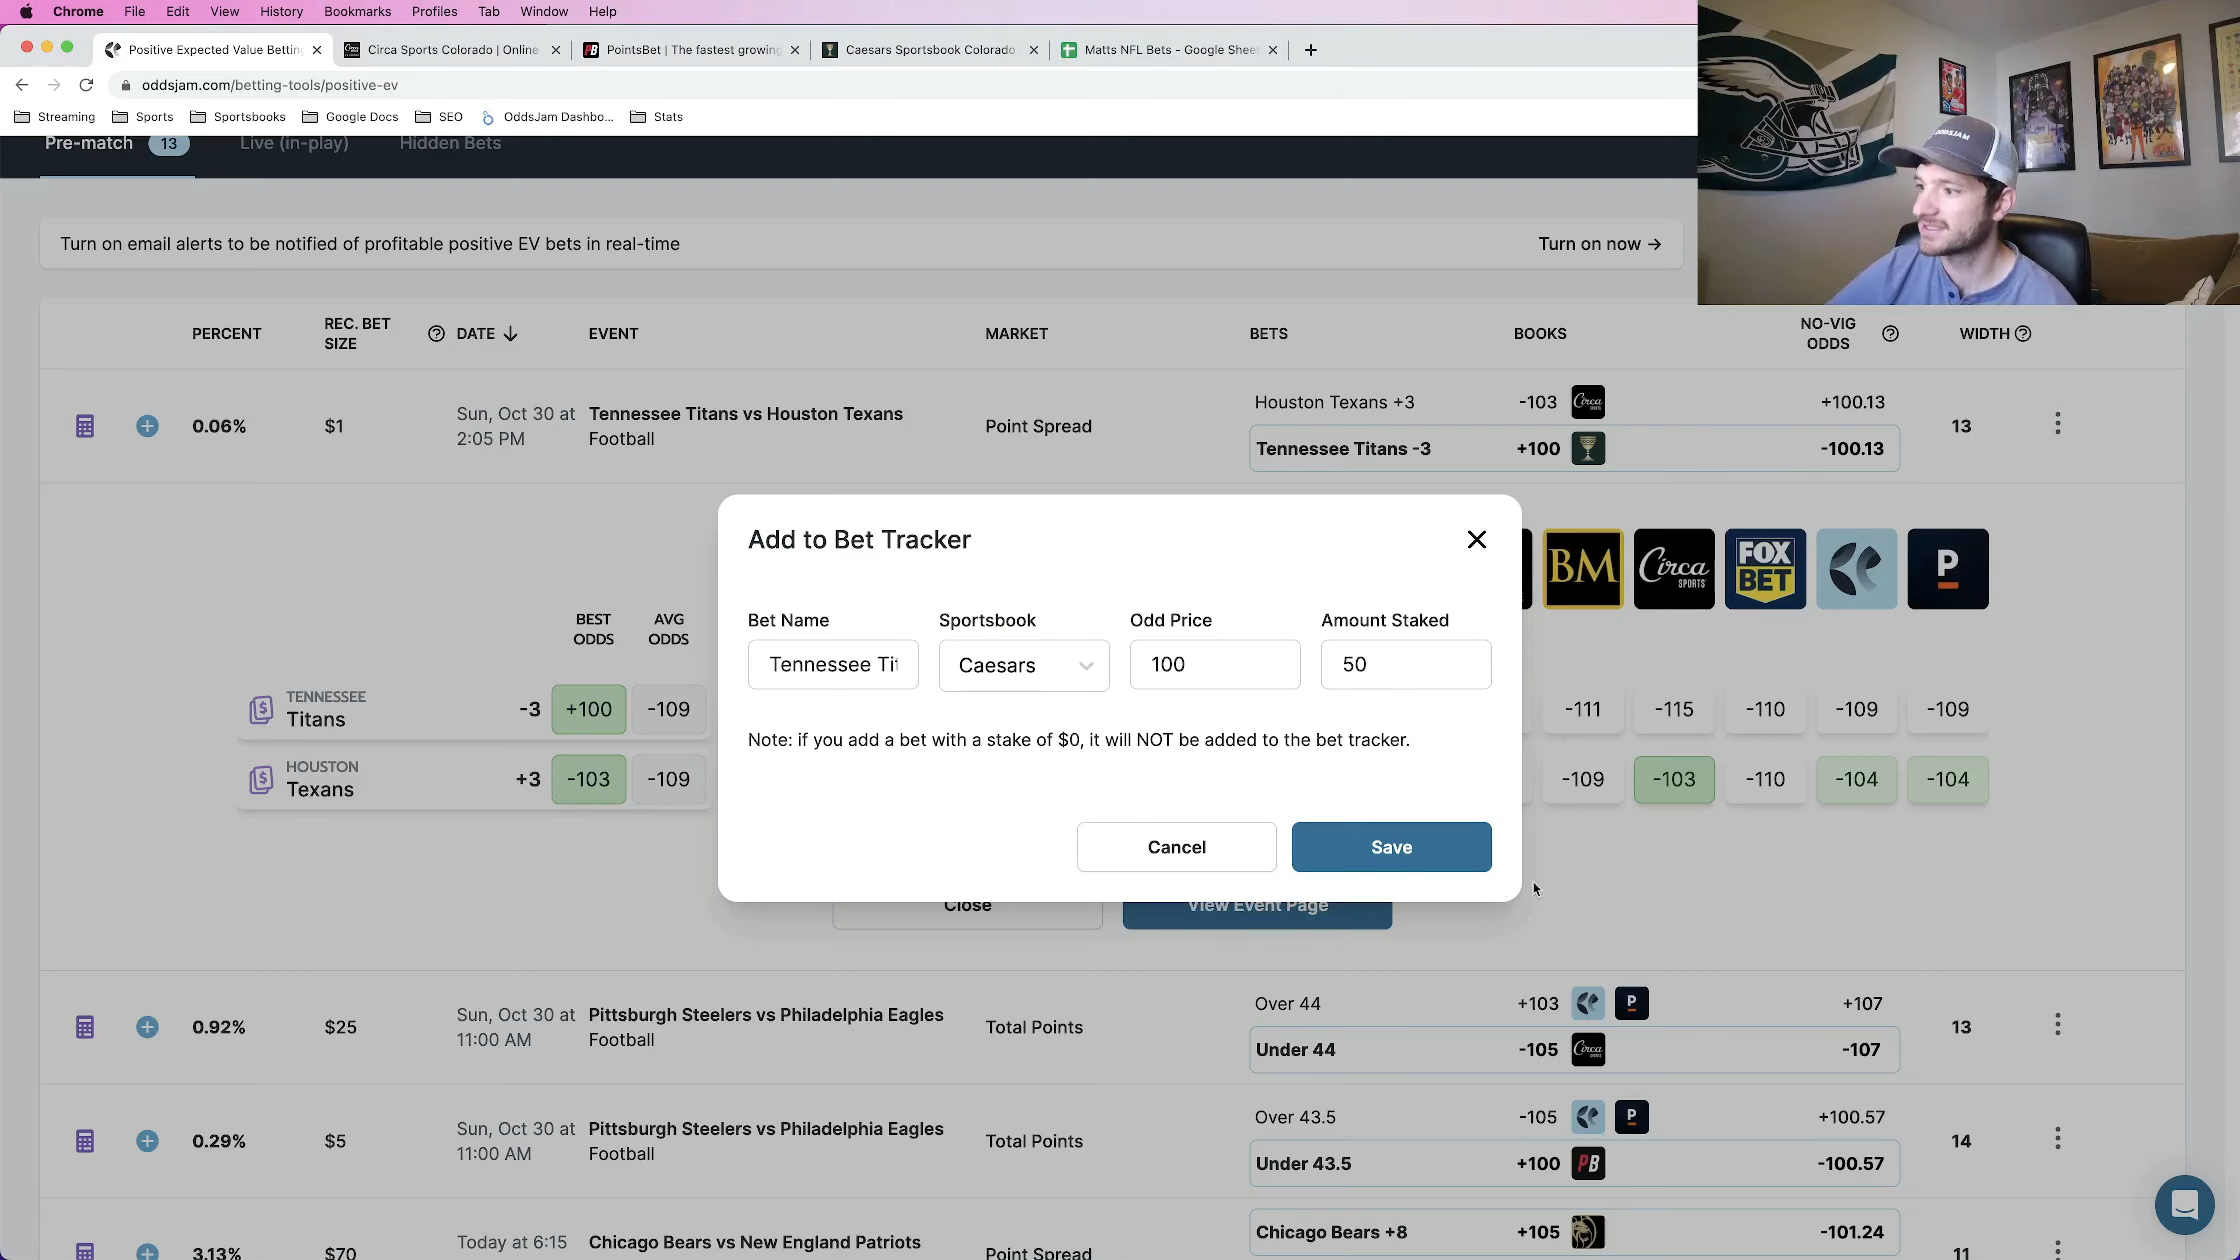 Chrome File Edit View History Bookmarks Profiles Tab Window Help
Positive Expected Value Betting
Circa Sports Colorado | Online
PointsBet | The fastest growing
Caesars Sportsbook Colorado
Matts NFL Bets - Google Sheet
oddsjam.com/betting-tools/positive-ev
Streaming Sports Sportsbooks Google Docs SEO OddsJam Dashbo... Stats
Pre-match 13 Live (in-play) Hidden Bets
Turn on email alerts to be notified of profitable positive EV bets in real-time Turn on now →
PERCENT REC. BET SIZE DATE EVENT MARKET BETS BOOKS NO-VIG ODDS WIDTH
0.06% $1 Sun, Oct 30 at 2:05 PM Tennessee Titans vs Houston Texans Football Point Spread
Houston Texans +3 -103 Circa SPORTS +100.13
Tennessee Titans -3 +100 -100.13
13
Add to Bet Tracker
BM Circa SPORTS FOX BET P
BEST ODDS AVG ODDS
Bet Name Sportsbook Odd Price Amount Staked
Tennessee Tit Caesars 100 50
TENNESSEE Titans -3 +100 -109 -111 -115 -110 -109 -109
Note: if you add a bet with a stake of $0, it will NOT be added to the bet tracker.
HOUSTON Texans +3 -103 -109 -109 -103 -110 -104 -104
Cancel Save
Close View Event Page
0.92% $25 Sun, Oct 30 at 11:00 AM Pittsburgh Steelers vs Philadelphia Eagles Football Total Points
Over 44 +103 P +107
Under 44 -105 Circa SPORTS -107
13
0.29% $5 Sun, Oct 30 at 11:00 AM Pittsburgh Steelers vs Philadelphia Eagles Football Total Points
Over 43.5 -105 P +100.57
Under 43.5 +100 PB -100.57
14
3.13% $70 Today at 6:15 Chicago Bears vs New England Patriots Point Spread
Chicago Bears +8 +105 -101.24
11
ODDSJAM